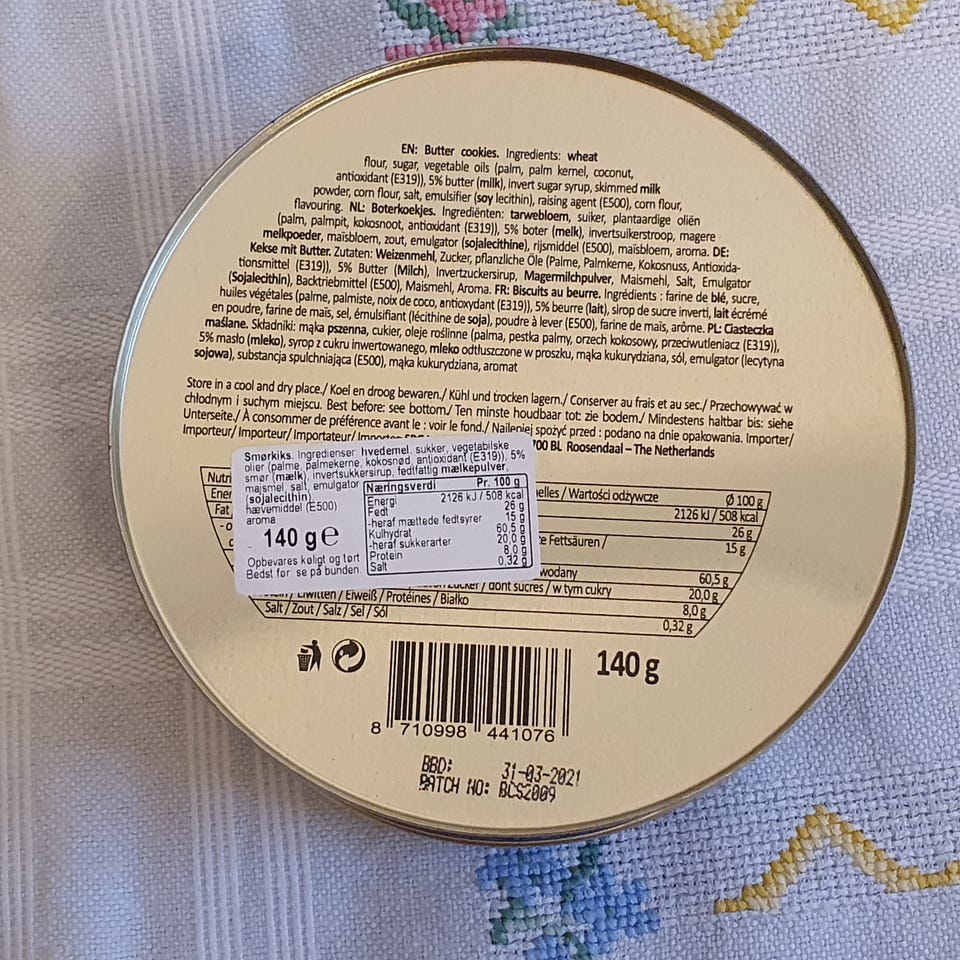 EN: Butter cookies. Ingredients: wheat
flour, sugar, vegetable oils (palm, palm kernel, coconut,
antioxidant (E319)), 5% butter (milk), invert sugar syrup, skimmed milk
powder, corn flour, salt, emulsifier (soy lecithin), raising agent (E500), corn flour,
flavouring. NL: Boterkoekjes. Ingrediënten: tarwebloem, suiker, plantaardige oliën
(palm, palmpit, kokosnoot, antioxidant (E319)), 5% boter (melk), invertsuikerstroop, magere
melkpoeder, maïsbloem, zout, emulgator (sojalecithine), rijsmiddel (E500), maïsbloem, aroma. DE:
Kekse mit Butter. Zutaten: Weizenmehl, Zucker, pflanzliche Öle (Palme, Palmkerne, Kokosnuss, Antioxida-
tionsmittel (E319)), 5% Butter (Milch), Invertzuckersirup, Magermilchpulver, Maismehl, Salt, Emulgator
(Sojalecithin), Backtriebmittel (E500), Maismehl, Aroma. FR: Biscuits au beurre. Ingrédients : farine de blé, sucre,
huiles végétales (palme, palmiste, noix de coco, antioxydant (E319)), 5% beurre (lait), sirop de sucre inverti, lait écrémé
en poudre, farine de maïs, sel, émulsifiant (lécithine de soja), poudre à lever (E500), farine de maïs, arôme. PL: Ciasteczka
maślane. Składniki: mąka pszenna, cukier, oleje roślinne (palma, pestka palmy, orzech kokosowy, przeciwutleniacz (E319)),
5% masło (mleko), syrop z cukru inwertowanego, mleko odtłuszczone w proszku, mąka kukurydziana, sól, emulgator (lecytyna
sojowa), substancja spulchniająca (E500), mąka kukurydziana, aromat
Store in a cool and dry place./ Koel en droog bewaren./ Kühl und trocken lagern./ Conserver au frais et au sec./ Przechowywać w
chłodnym i suchym miejscu. Best before: see bottom./ Ten minste houdbaar tot: zie bodem./ Mindestens haltbar bis: siehe
Unterseite./ À consommer de préférence avant le : voir le fond./ Najlepiej spożyć przed : podano na dnie opakowania. Importer/
Importeur/ Importeur/ Importateur/ 700 BL Roosendaal – The Netherlands
Smørkiks. Ingredienser hvedemel, sukker, vegetabilske
olier (palme, palmekerne, kokosnød, antioxidant (E319)), 5%
smør (mælk), invertsukkersirup, fedtfattig mælkepulver,
majsmel, salt, emulgator
(sojalecithin),
hævemiddel (E500)
aroma
140 g e
Opbevares køligt og tørt
Bedst før se på bunden.
Næringsverdi Pr. 100 g
Energi 2126 kJ / 508 kcal
Fedt 26 g
-heraf mættede fedtsyrer 15 g
Kulhydrat 60,5 g
-heraf sukkerarter 20,0 g
Protein 8,0 g
Salt 0,32 g
elles / Wartości odżywcze Ø 100 g
2126 kJ / 508 kcal
Fat 26 g
Fettsäuren / 15 g
wodany 60,5 g
/ dont sucres / w tym cukry 20,0 g
/ Eiwitten / Eiweiß / Protéines / Białko 8,0 g
Salt / Zout / Salz / Sel / Sól 0,32 g
140 g
8 710998 441076
BBD: 31-03-2021
BATCH NO: BCS2009